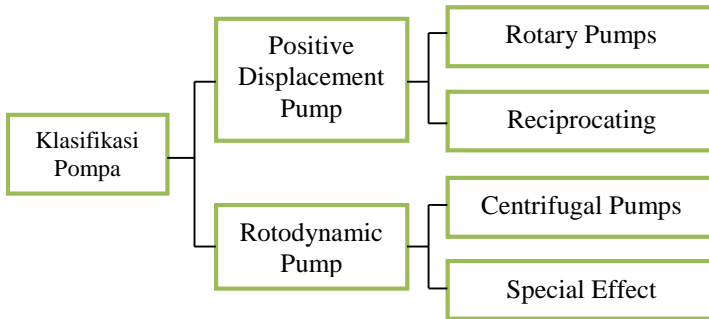 Klasifikasi
Pompa
Positive
Displacement
Pump
Rotary Pumps
Reciprocating
Rotodynamic
Pump
Centrifugal Pumps
Special Effect